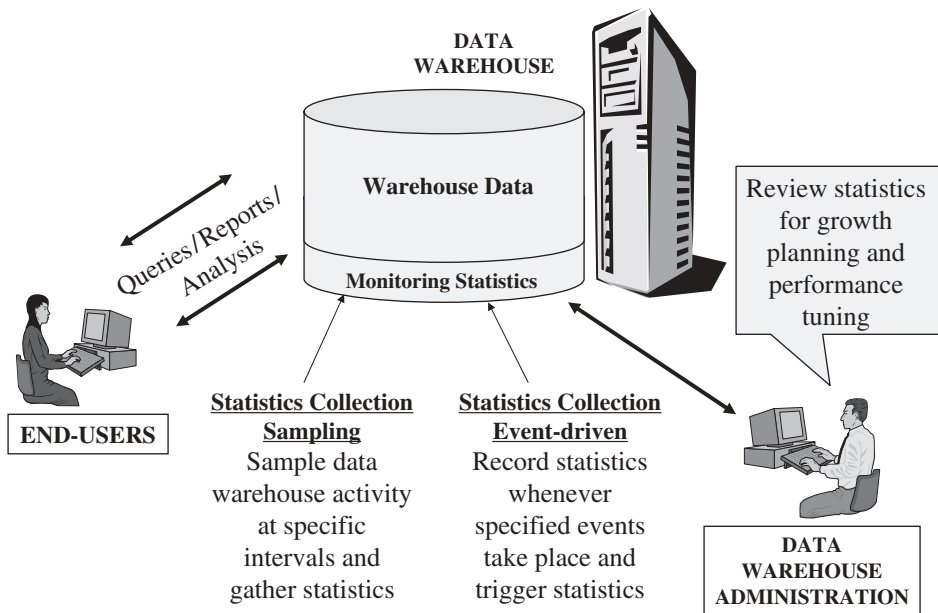 DATA
WAREHOUSE
Warehouse Data
Monitoring Statistics
Queries/Reports/
Analysis
Review statistics
for growth
planning and
performance
tuning
END-USERS
Statistics Collection
Sampling
Sample data
warehouse activity
at specific
intervals and
gather statistics
Statistics Collection
Event-driven
Record statistics
whenever
specified events
take place and
trigger statistics
DATA
WAREHOUSE
ADMINISTRATION